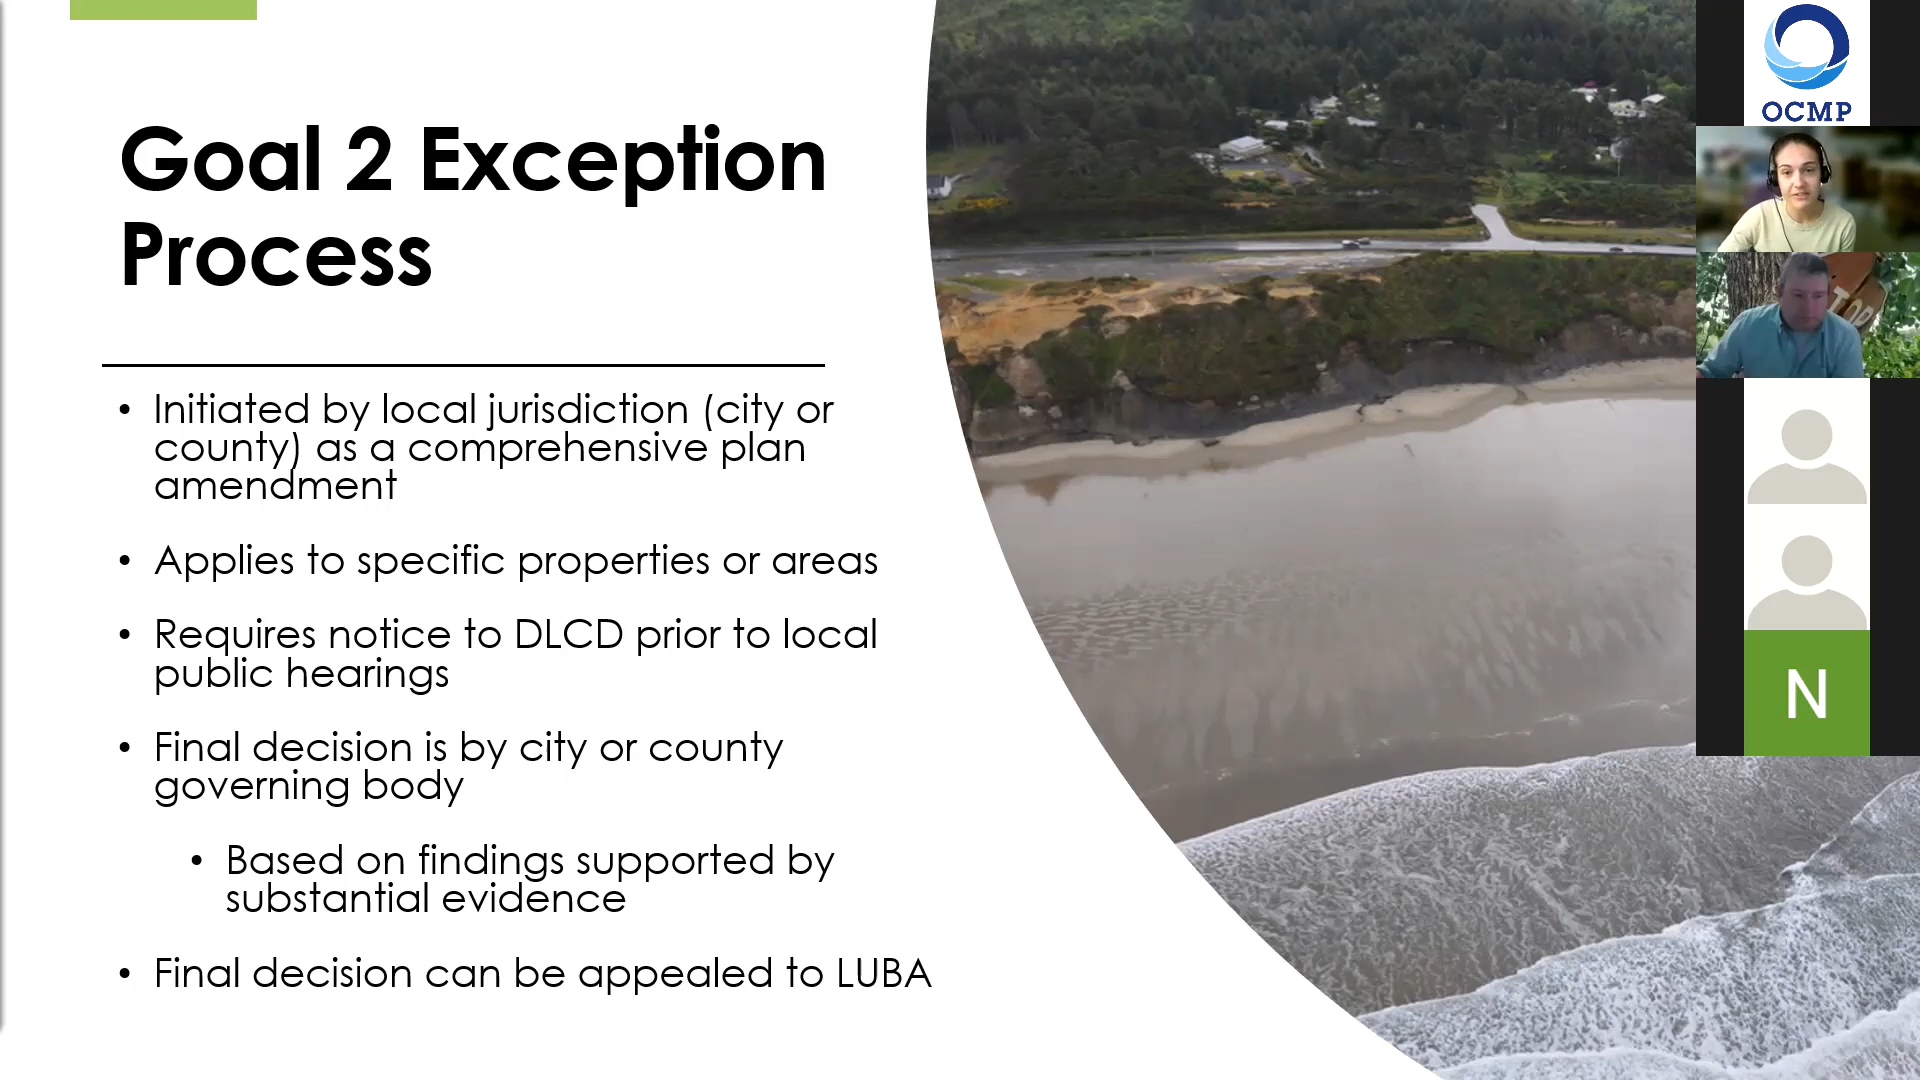 Goal 2 Exception
Process
• Initiated by local jurisdiction (city or
county) as a comprehensive plan
amendment
• Applies to specific properties or areas
• Requires notice to DLCD prior to local
public hearings
• Final decision is by city or county
governing body
• Based on findings supported by
substantial evidence
• Final decision can be appealed to LUBA
OCMP
TOP
N